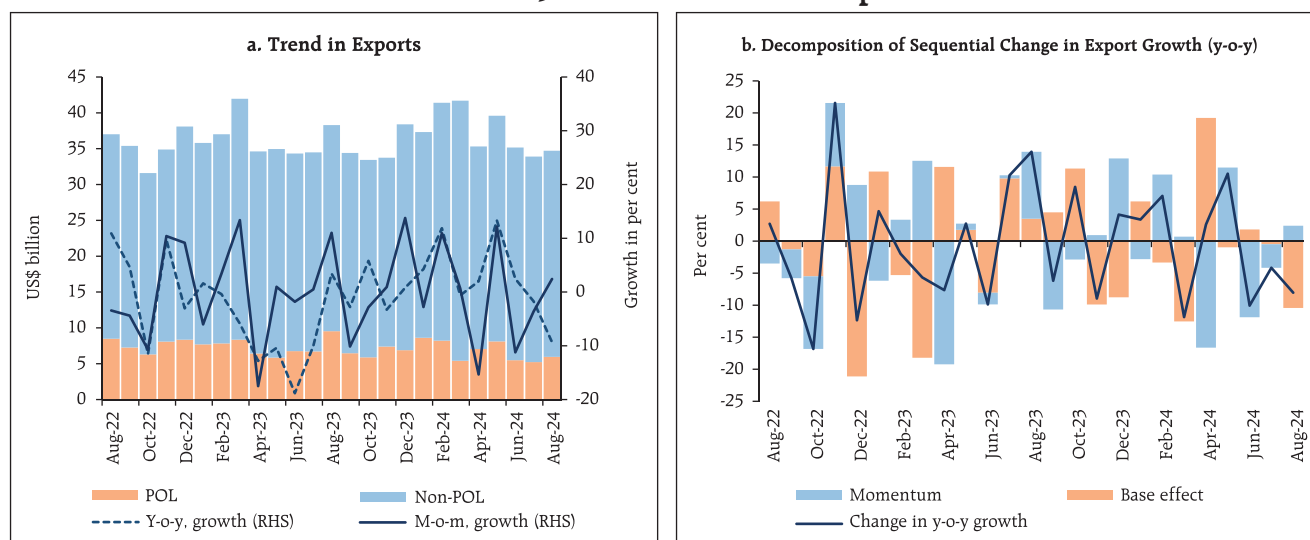 a. Trend in Exports
45
40
35
30
25
20
15
10
5
0
US$ billion
40
30
20
10
0
-10
-20
Growth in per cent
Aug-22
Oct-22
Dec-22
Feb-23
Apr-23
Jun-23
Aug-23
Oct-23
Dec-23
Feb-24
Apr-24
Jun-24
Aug-24
POL
Non-POL
Y-o-y, growth (RHS)
M-o-m, growth (RHS)
b. Decomposition of Sequential Change in Export Growth (y-o-y)
25
20
15
10
5
0
-5
-10
-15
-20
-25
Per cent
Aug-22
Oct-22
Dec-22
Feb-23
Apr-23
Jun-23
Aug-23
Oct-23
Dec-23
Feb-24
Apr-24
Jun-24
Aug-24
Momentum
Base effect
Change in y-o-y growth